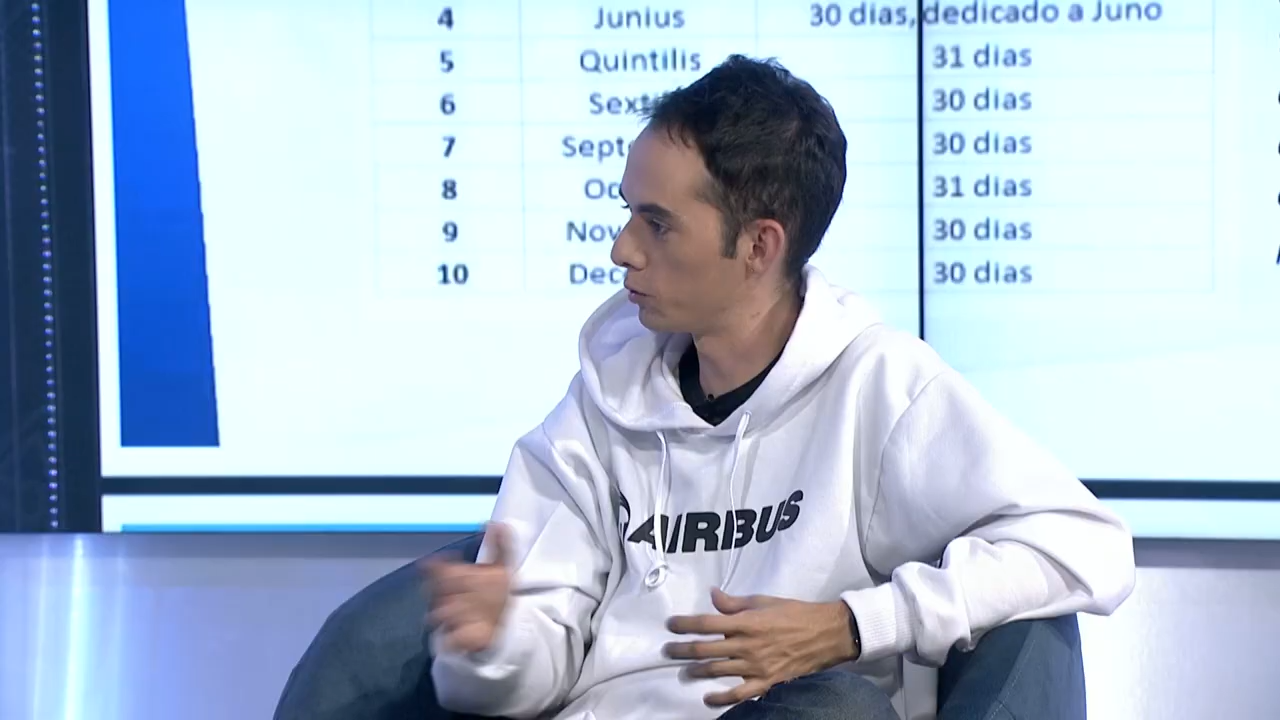 4 Junius 30 dias, dedicado a Juno
5 Quintilis 31 dias
6 30 dias
7 30 dias
8 31 dias
9 30 dias
10 30 dias
AIRBUS